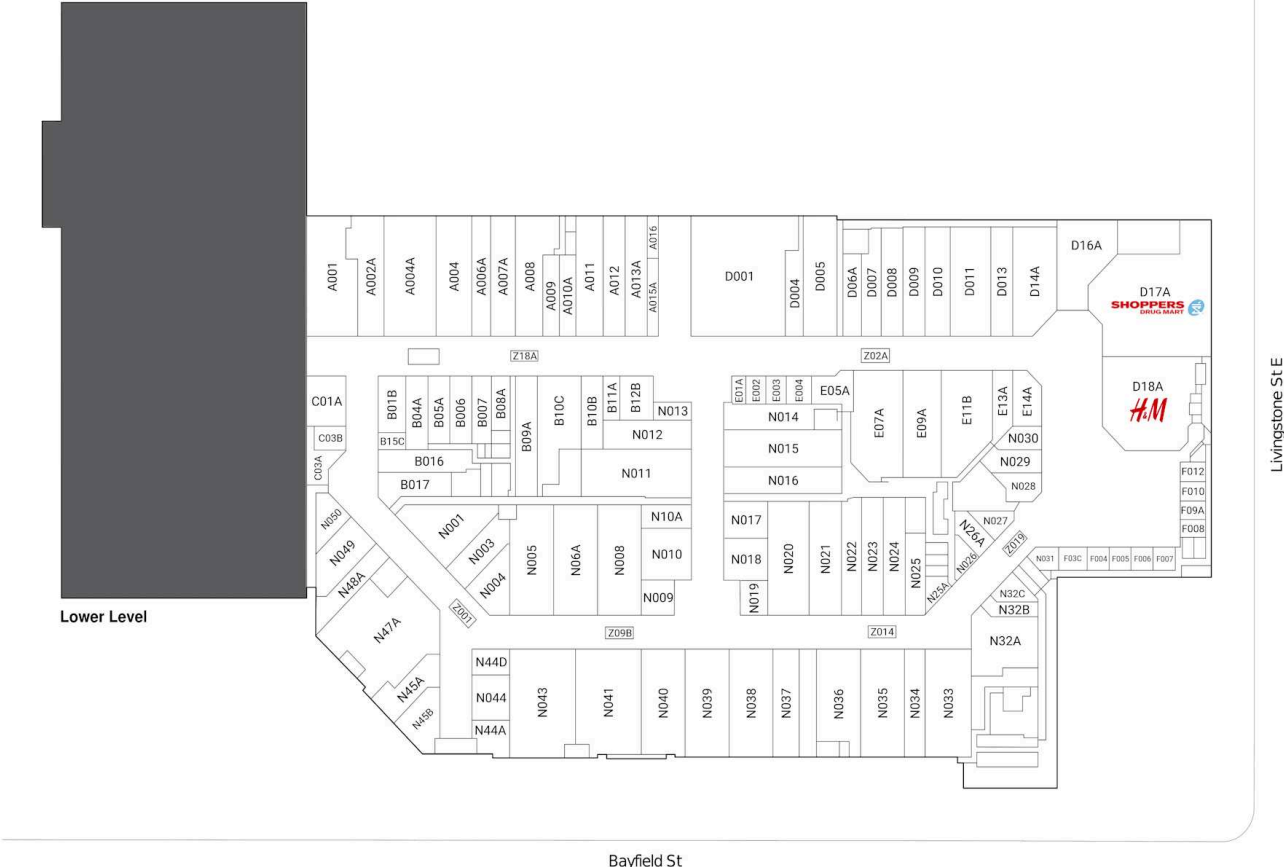 A001
A002A
A004A
A004
A006A
A007A
A008
A009
A010A
A011
A012
A013A
A016
A015A
D001
D004
D005
D06A
D007
D008
D009
D010
D011
D013
D14A
D16A
D17A
SHOPPERS
DRUG MART
D18A
H&M
Z18A
Z02A
C01A
C03B
C03A
B01B
B04A
B05A
B006
B007
B08A
B15C
B016
B017
B09A
B10C
B10B
B11A
B12B
N013
N012
N011
E01A
E002
E003
E004
E05A
N014
N015
N016
E07A
E09A
E11B
E13A
E14A
N030
N029
N028
N027
N26A
N026
F012
F010
F09A
F008
N050
N049
N48A
N47A
N45A
N45B
N001
N003
N004
N005
N06A
N008
N10A
N010
N009
N017
N018
N019
N020
N021
N022
N023
N024
N025
N25A
Z019
N031
F03C
F004
F005
F006
F007
N32C
N32B
N32A
Z001
Z09B
Z014
N44D
N044
N44A
N043
N041
N040
N039
N038
N037
N036
N035
N034
N033
Lower Level
Livingstone St E
Bayfield St